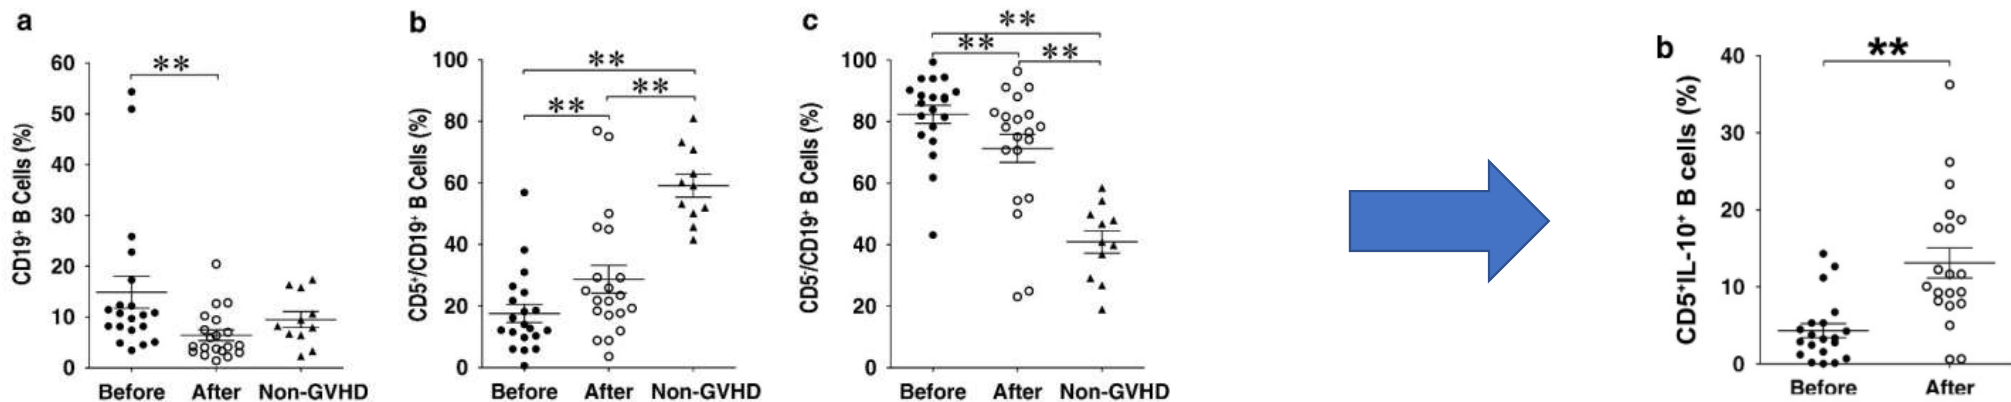 a
CD19+ B Cells (%)
60
50
40
30
20
10
0
**
Before After Non-GVHD
b
CD5+/CD19+ B Cells (%)
100
80
60
40
20
0
**
**
**
Before After Non-GVHD
c
CD5-/CD19+ B Cells (%)
100
80
60
40
20
0
**
**
**
Before After Non-GVHD
b
CD5+IL-10+ B cells (%)
40
30
20
10
0
**
Before After